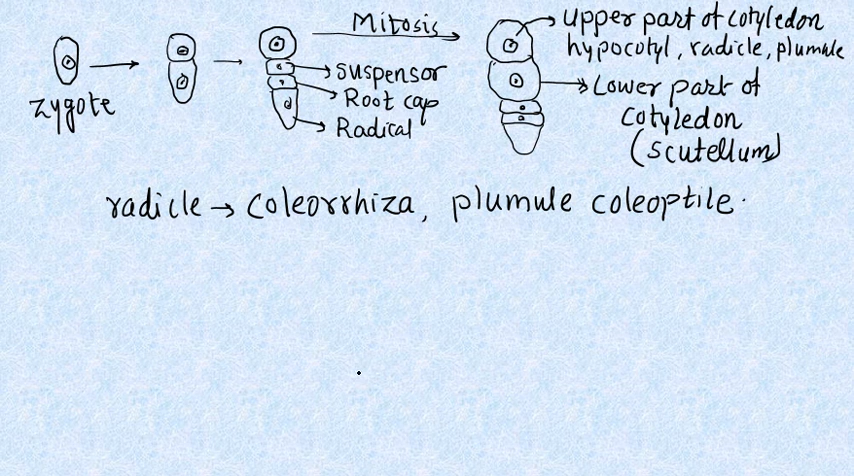 Mitosis
upper part of cotyledon
hypocotyl, radicle, plumule
zygote
suspensor
Root cap
Radical
Lower part of
cotyledon
(scutellum)
radicle → coleorrhiza, plumule coleoptile.